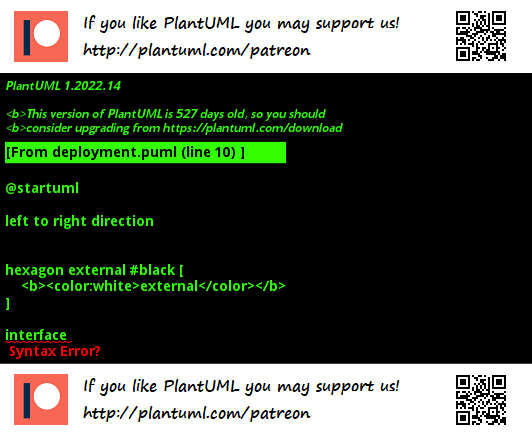 If you like PlantUML you may support us!
http://plantuml.com/patreon
PlantUML 1.2022.14
<b>This version of PlantUML is 527 days old, so you should
<b>consider upgrading from https://plantuml.com/download
[From deployment.puml (line 10) ]
@startuml
left to right direction
hexagon external #black [
<b><color:white>external</color></b>
]
interface
Syntax Error?
If you like PlantUML you may support us!
http://plantuml.com/patreon